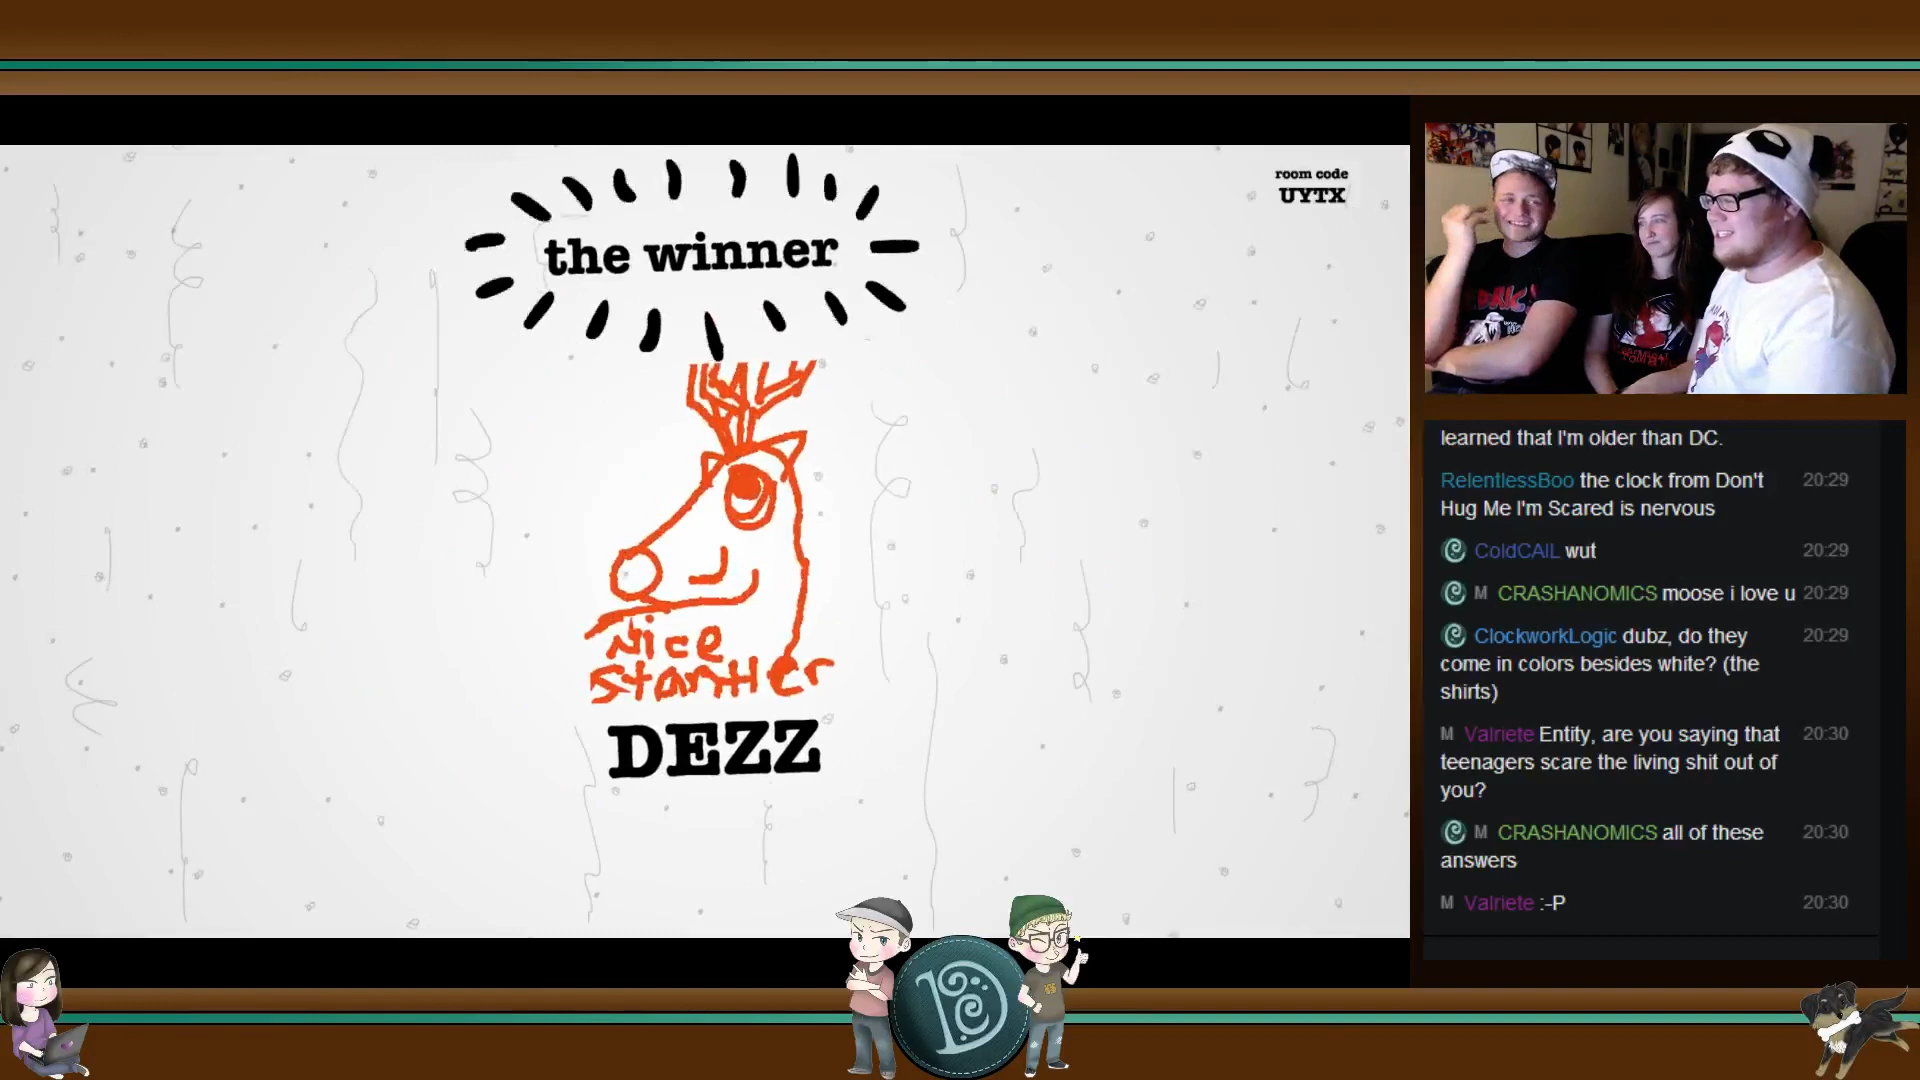 the winner
room code
UYTX
Nice
Stantler
DEZZ
learned that I'm older than DC.
RelentlessBoo the clock from Don't 20:29
Hug Me I'm Scared is nervous
ColdCAIL wut 20:29
M CRASHANOMICS moose i love u 20:29
ClockworkLogic dubz, do they 20:29
come in colors besides white? (the
shirts)
M Valriete Entity, are you saying that 20:30
teenagers scare the living shit out of
you?
M CRASHANOMICS all of these 20:30
answers
M Valriete :-P 20:30